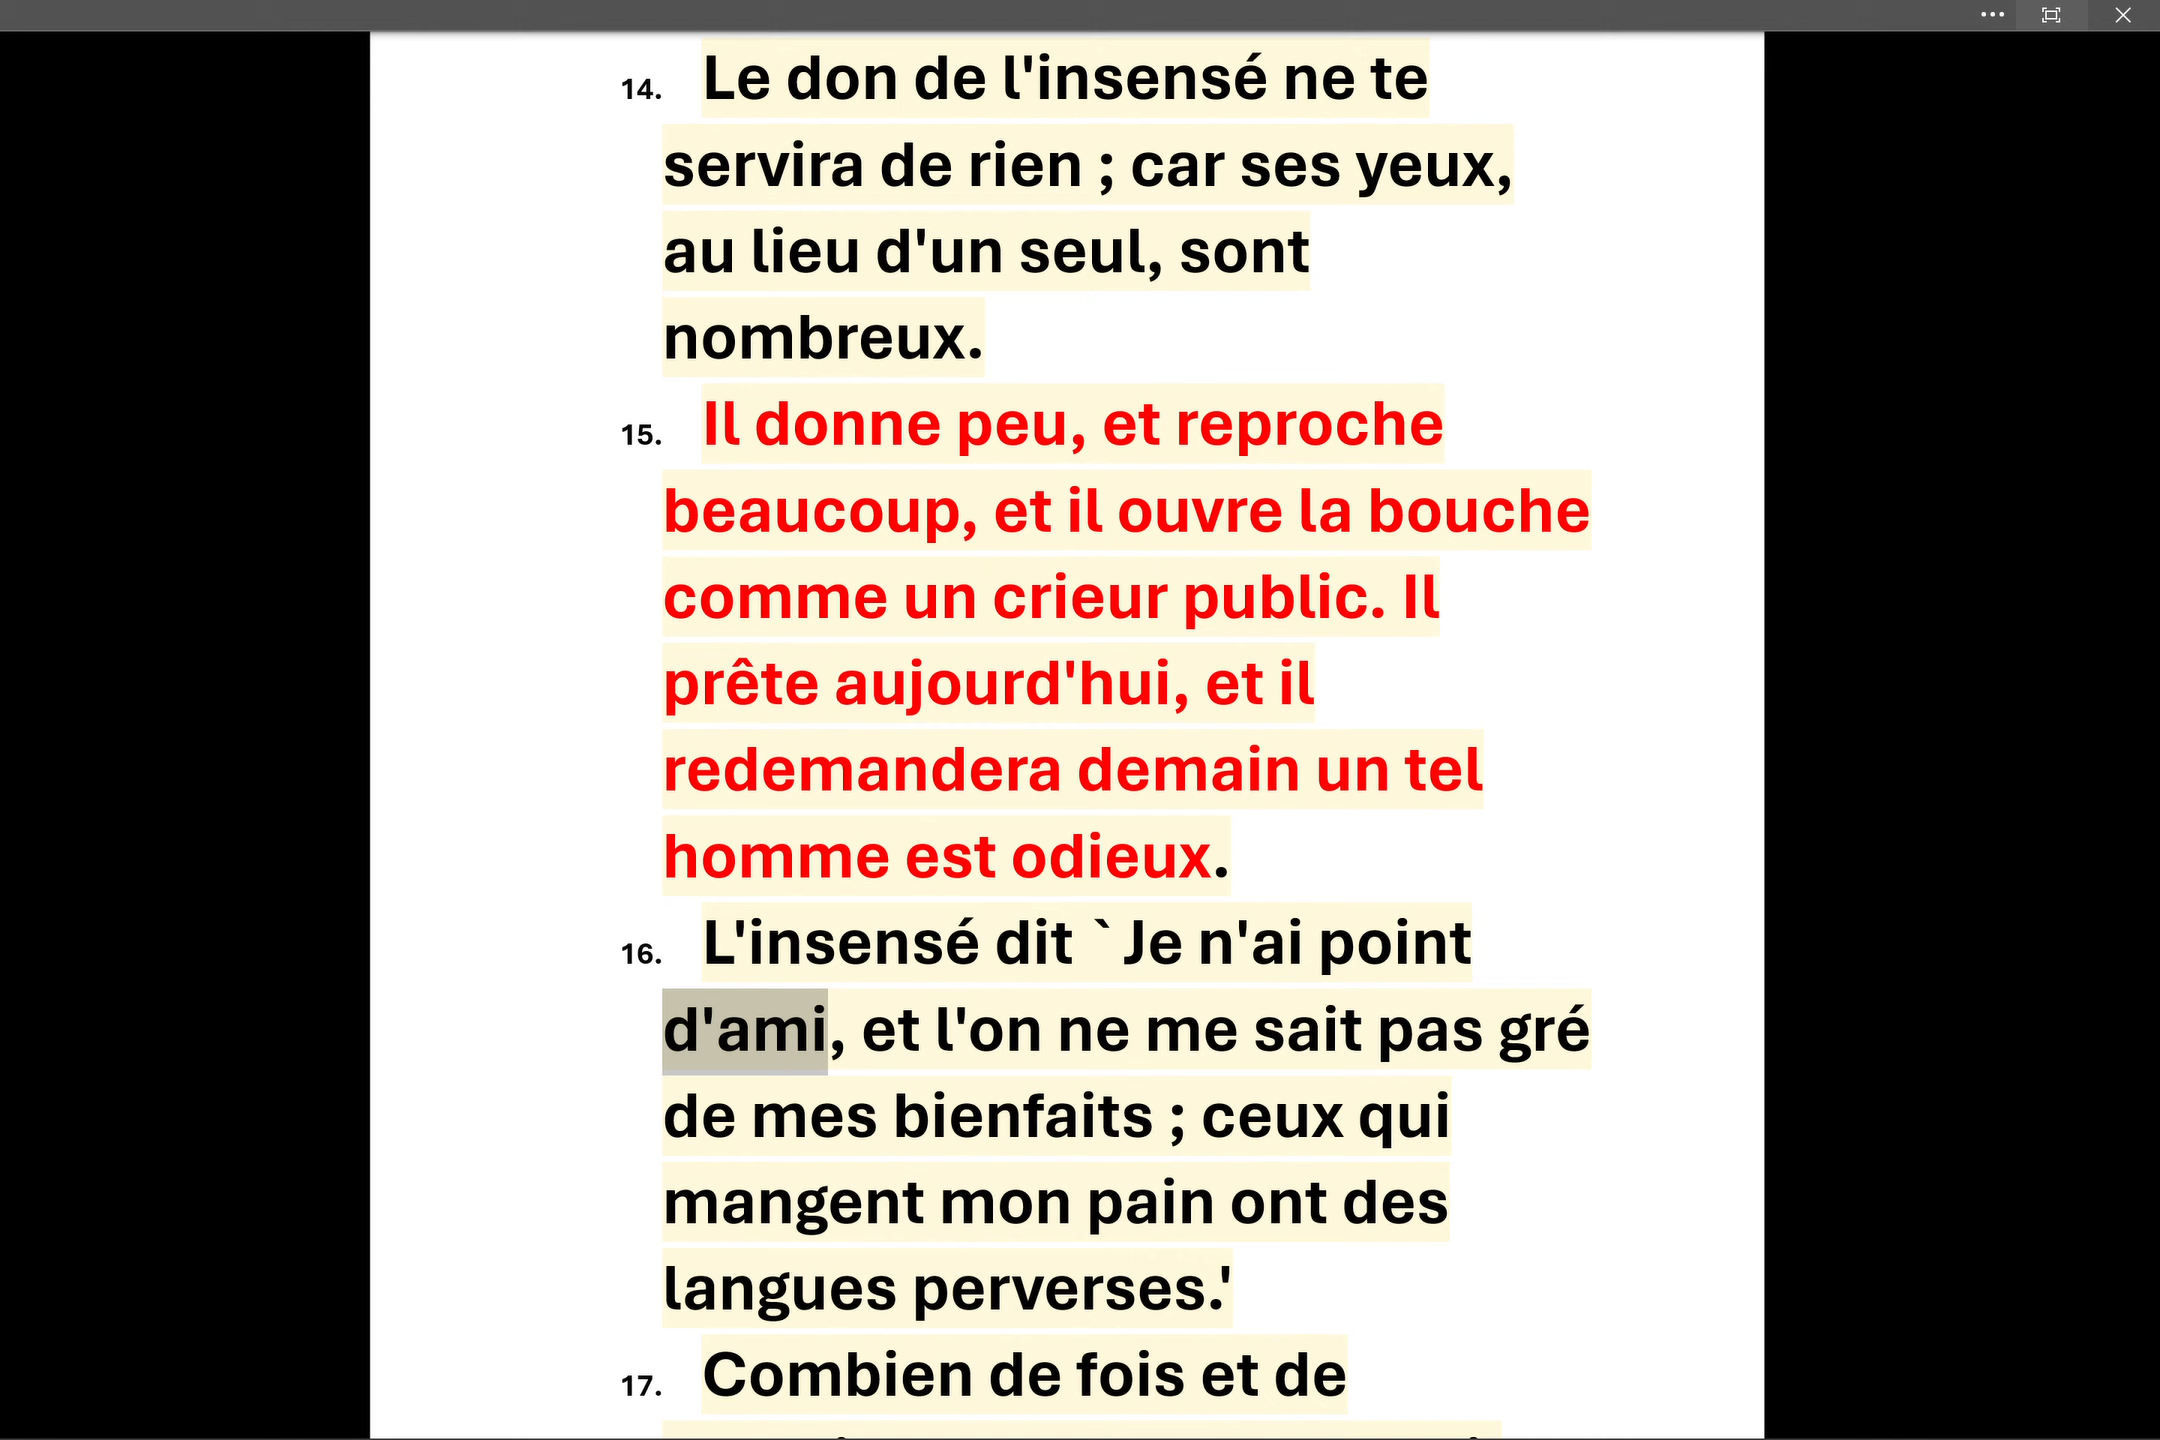 14. Le don de l'insensé ne te
servira de rien ; car ses yeux,
au lieu d'un seul, sont
nombreux.
15. Il donne peu, et reproche
beaucoup, et il ouvre la bouche
comme un crieur public. Il
prête aujourd'hui, et il
redemandera demain un tel
homme est odieux.
16. L'insensé dit `Je n'ai point
d'ami, et l'on ne me sait pas gré
de mes bienfaits ; ceux qui
mangent mon pain ont des
langues perverses.'
17. Combien de fois et de